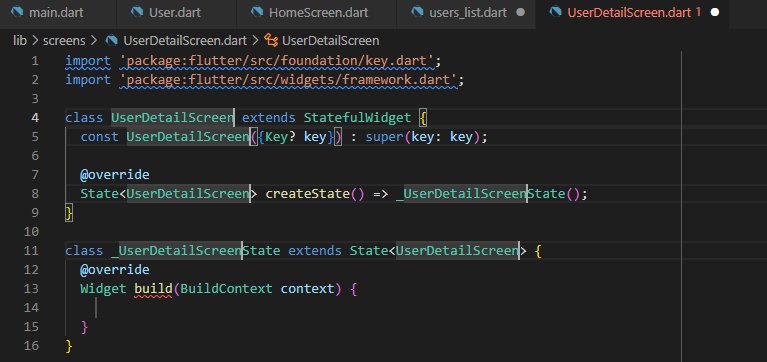 main.dart User.dart HomeScreen.dart users_list.dart UserDetailScreen.dart 1
lib > screens > UserDetailScreen.dart > UserDetailScreen
1 import 'package:flutter/src/foundation/key.dart';
2 import 'package:flutter/src/widgets/framework.dart';
3
4 class UserDetailScreen extends StatefulWidget {
5   const UserDetailScreen({Key? key}) : super(key: key);
6
7   @override
8   State<UserDetailScreen> createState() => _UserDetailScreenState();
9 }
10
11 class _UserDetailScreenState extends State<UserDetailScreen> {
12   @override
13   Widget build(BuildContext context) {
14
15   }
16 }